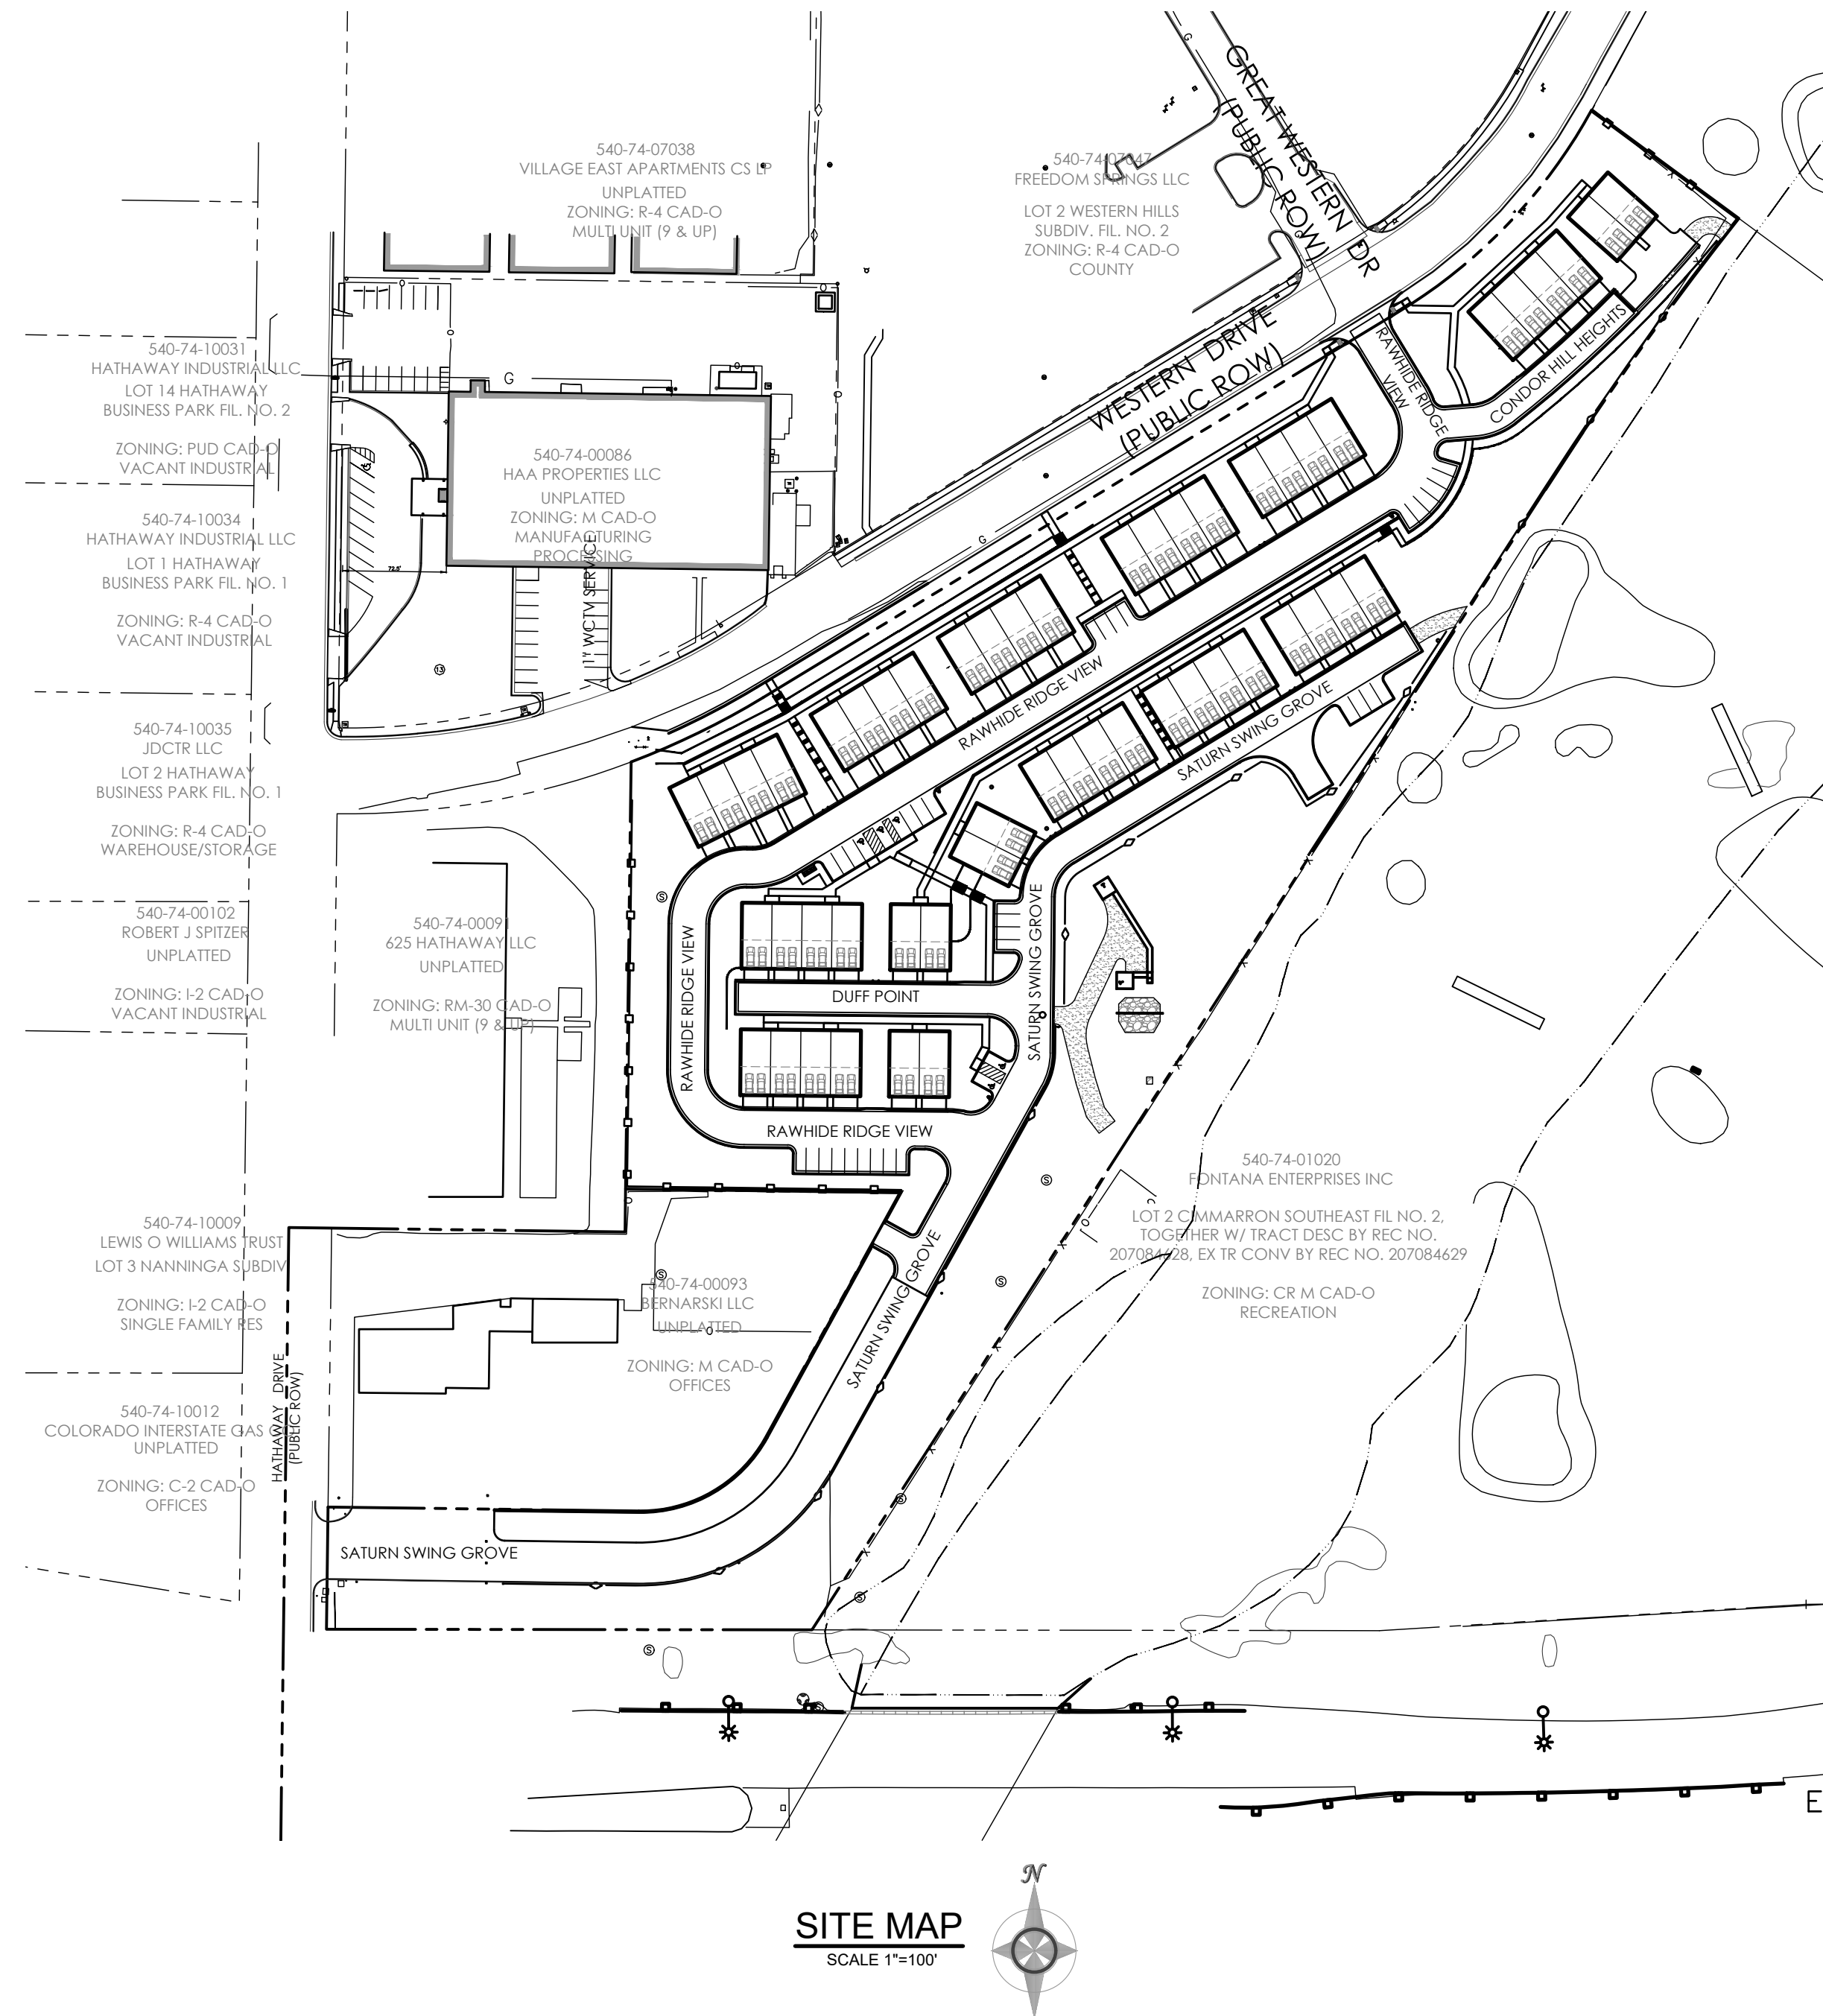 GREAT WESTERN DR
(PUBLIC ROW)
540-74-07038
VILLAGE EAST APARTMENTS CS LP
UNPLATTED
ZONING: R-4 CAD-O
MULTI UNIT (9 & UP)
540-74-07047
FREEDOM SPRINGS LLC
LOT 2 WESTERN HILLS
SUBDIV. FIL. NO. 2
ZONING: R-4 CAD-O
COUNTY
WESTERN DRIVE
(PUBLIC ROW)
RAWHIDE RIDGE
VIEW
CONDOR HILL HEIGHTS
540-74-10031
HATHAWAY INDUSTRIAL LLC
LOT 14 HATHAWAY
BUSINESS PARK FIL. NO. 2
ZONING: PUD CAD-O
VACANT INDUSTRIAL
G
540-74-00086
HAA PROPERTIES LLC
UNPLATTED
ZONING: M CAD-O
MANUFACTURING
PROCESSING
1" WCTV SERVICE
72.5'
13
G
G
540-74-10034
HATHAWAY INDUSTRIAL LLC
LOT 1 HATHAWAY
BUSINESS PARK FIL. NO. 1
ZONING: R-4 CAD-O
VACANT INDUSTRIAL
540-74-10035
JDCTR LLC
LOT 2 HATHAWAY
BUSINESS PARK FIL. NO. 1
ZONING: R-4 CAD-O
WAREHOUSE/STORAGE
RAWHIDE RIDGE VIEW
SATURN SWING GROVE
540-74-00102
ROBERT J SPITZER
UNPLATTED
ZONING: I-2 CAD-O
VACANT INDUSTRIAL
540-74-00091
625 HATHAWAY LLC
UNPLATTED
ZONING: RM-30 CAD-O
MULTI UNIT (9 & UP)
RAWHIDE RIDGE VIEW
DUFF POINT
SATURN SWING GROVE
RAWHIDE RIDGE VIEW
540-74-01020
FONTANA ENTERPRISES INC
LOT 2 CIMMARRON SOUTHEAST FIL NO. 2,
TOGETHER W/ TRACT DESC BY REC NO.
207084628, EX TR CONV BY REC NO. 207084629
ZONING: CR M CAD-O
RECREATION
540-74-10009
LEWIS O WILLIAMS TRUST
LOT 3 NANNINGA SUBDIV
ZONING: I-2 CAD-O
SINGLE FAMILY RES
540-74-00093
BERNARSKI LLC
UNPLATTED
ZONING: M CAD-O
OFFICES
SATURN SWING GROVE
HATHAWAY DRIVE
(PUBLIC ROW)
540-74-10012
COLORADO INTERSTATE GAS
UNPLATTED
ZONING: C-2 CAD-O
OFFICES
SATURN SWING GROVE
S
S
S
S
S
S
S
E
N
SITE MAP
SCALE 1"=100'